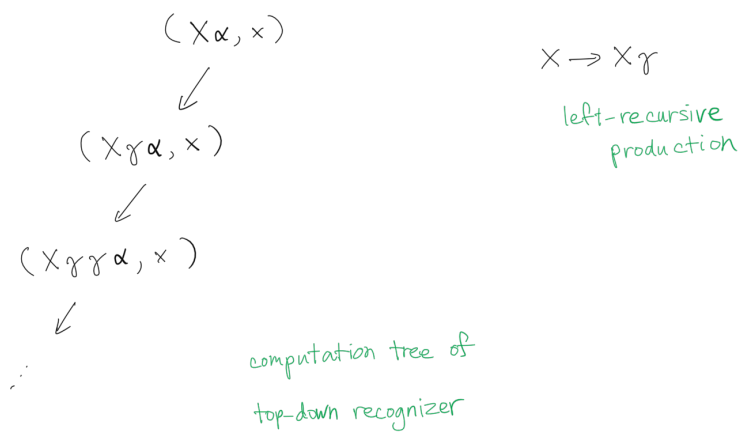 (Xα, x)
X → Xγ
left-recursive
production
(Xγα, x)
(Xγγα, x)
⋰
computation tree of
top-down recognizer